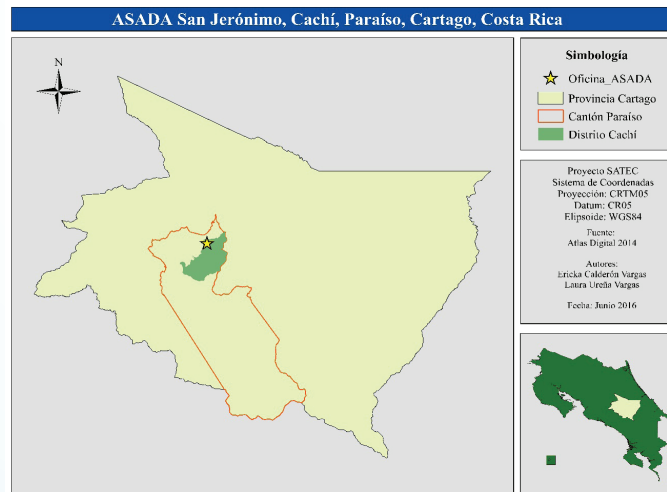 ASADA San Jerónimo, Cachí, Paraíso, Cartago, Costa Rica
N
Simbología
Oficina_ASADA
Provincia Cartago
Cantón Paraíso
Distrito Cachí
Proyecto SATEC
Sistema de Coordenadas
Proyección: CRTM05
Datum: CR05
Elipsoide: WGS84
Fuente:
Atlas Digital 2014
Autores:
Ericka Calderón Vargas
Laura Ureña Vargas
Fecha: Junio 2016